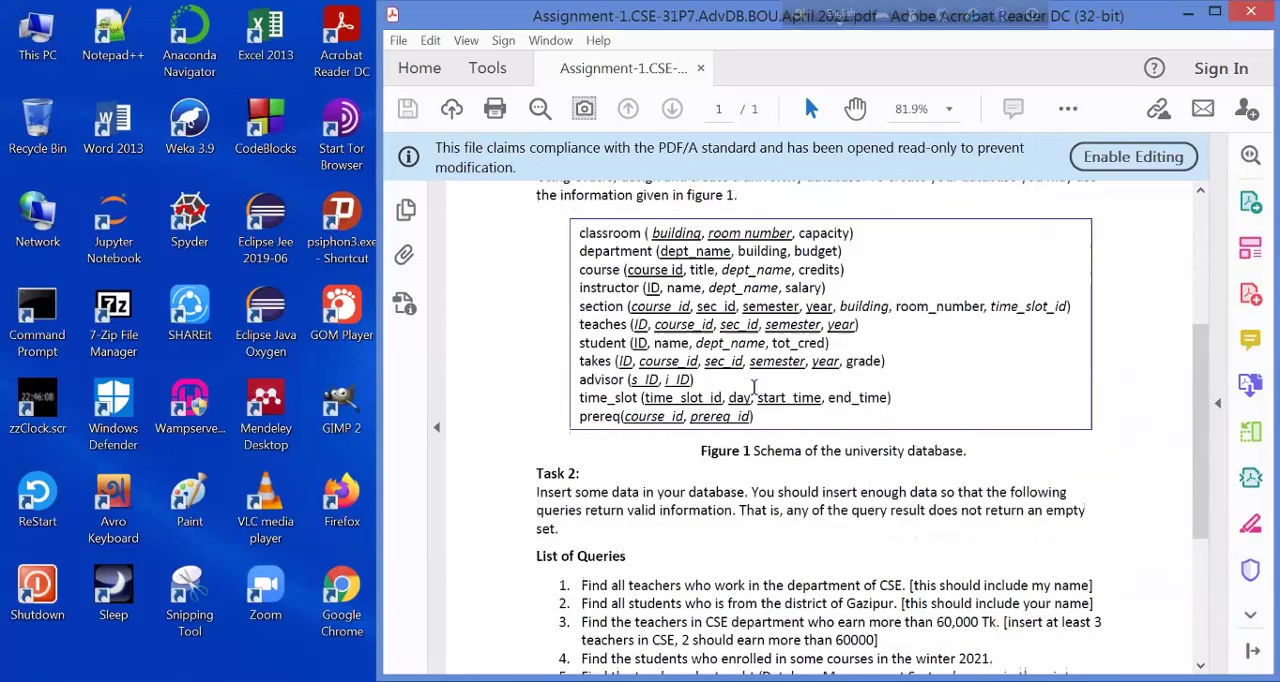 This PC
Notepad++
Anaconda
Navigator
Excel 2013
Acrobat
Reader DC
Recycle Bin
Word 2013
Weka 3.9
CodeBlocks
Start Tor
Browser
Network
Jupyter
Notebook
Spyder
Eclipse Jee
2019-06
psiphon3.exe
- Shortcut
Command
Prompt
7-Zip File
Manager
SHAREit
Eclipse Java
Oxygen
GOM Player
22:46:08
zzClock.scr
Windows
Defender
Wampserve...
Mendeley
Desktop
GIMP 2
ReStart
Avro
Keyboard
Paint
VLC media
player
Firefox
Shutdown
Sleep
Snipping
Tool
Zoom
Google
Chrome
Assignment-1.CSE-31P7.AdvDB.BOU.April.2021.pdf - Adobe Acrobat Reader DC (32-bit)
File Edit View Sign Window Help
Home Tools Assignment-1.CSE-... × Sign In
1 / 1 81.9%
This file claims compliance with the PDF/A standard and has been opened read-only to prevent
modification.
Enable Editing
the information given in figure 1.
classroom ( building, room number, capacity)
department (dept_name, building, budget)
course (course id, title, dept_name, credits)
instructor (ID, name, dept_name, salary)
section (course_id, sec_id, semester, year, building, room_number, time_slot_id)
teaches (ID, course_id, sec_id, semester, year)
student (ID, name, dept_name, tot_cred)
takes (ID, course_id, sec_id, semester, year, grade)
advisor (s_ID, i_ID)
time_slot (time_slot_id, day, start_time, end_time)
prereq(course_id, prereq_id)
Figure 1 Schema of the university database.
Task 2:
Insert some data in your database. You should insert enough data so that the following
queries return valid information. That is, any of the query result does not return an empty
set.
List of Queries
1. Find all teachers who work in the department of CSE. [this should include my name]
2. Find all students who is from the district of Gazipur. [this should include your name]
3. Find the teachers in CSE department who earn more than 60,000 Tk. [insert at least 3
teachers in CSE, 2 should earn more than 60000]
4. Find the students who enrolled in some courses in the winter 2021.